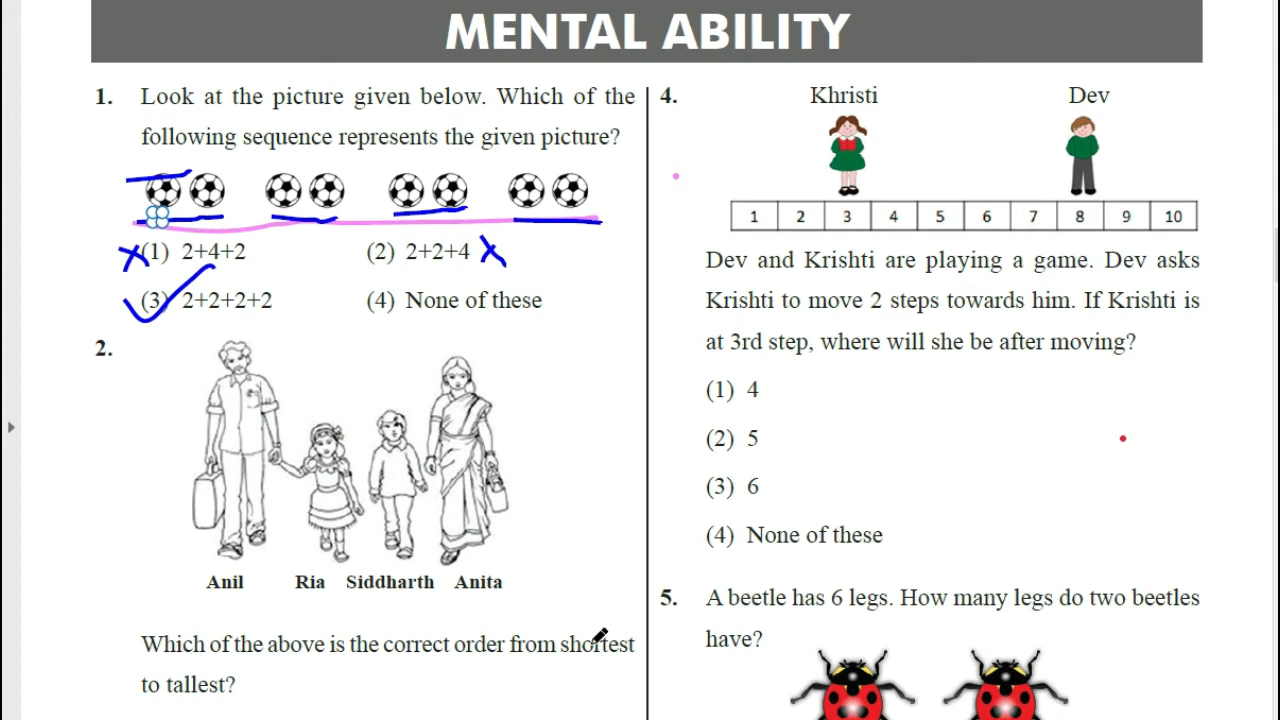 MENTAL ABILITY
1. Look at the picture given below. Which of the
following sequence represents the given picture?
(1) 2+4+2 (2) 2+2+4
(3) 2+2+2+2 (4) None of these
2.
Anil Ria Siddharth Anita
Which of the above is the correct order from shortest
to tallest?
4. Khristi Dev
1 2 3 4 5 6 7 8 9 10
Dev and Krishti are playing a game. Dev asks
Krishti to move 2 steps towards him. If Krishti is
at 3rd step, where will she be after moving?
(1) 4
(2) 5
(3) 6
(4) None of these
5. A beetle has 6 legs. How many legs do two beetles
have?